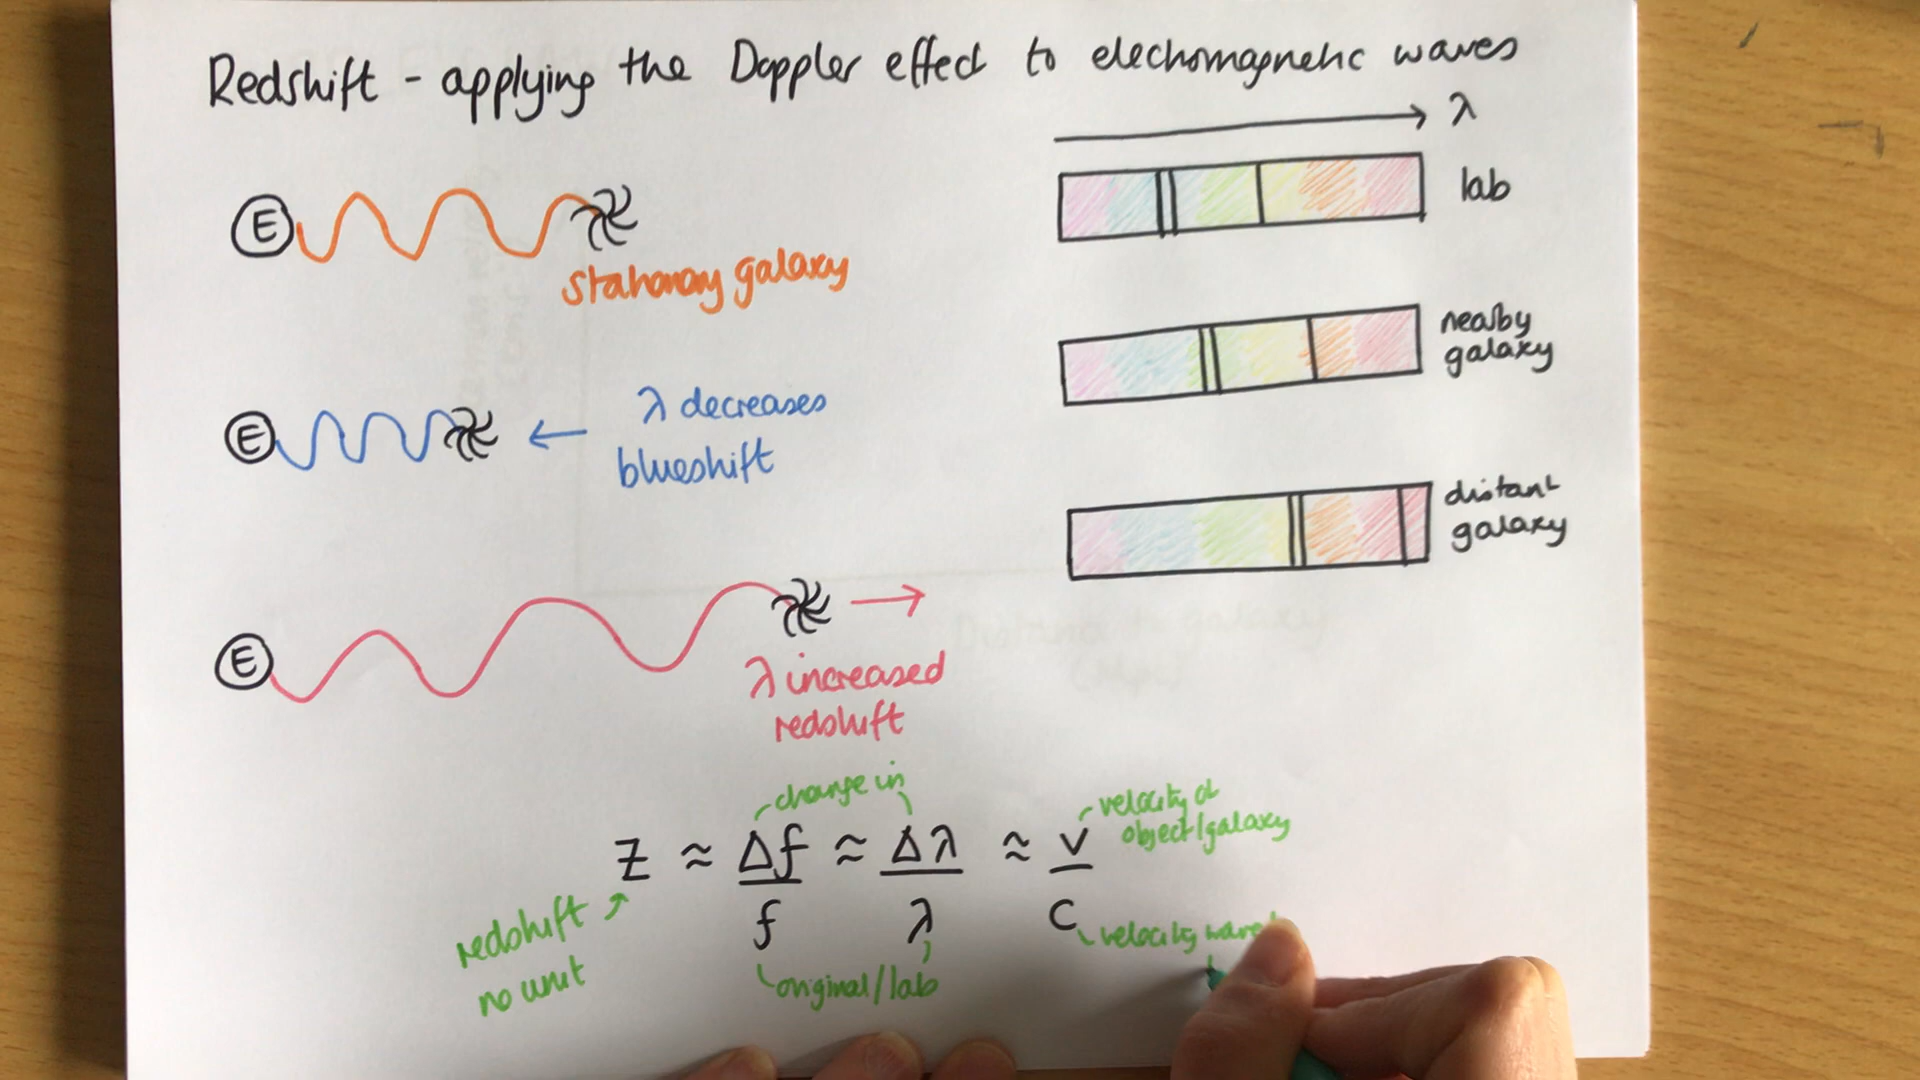 Redshift - applying the Doppler effect to electromagnetic waves
λ
lab
nearby
galaxy
distant
galaxy
E
stationary galaxy
E
λ decreases
blueshift
E
λ increased
redshift
change in
velocity of
object/galaxy
Z ≈ Δf ≈ Δλ ≈ v
f λ c
redshift
no unit
original/lab
velocity